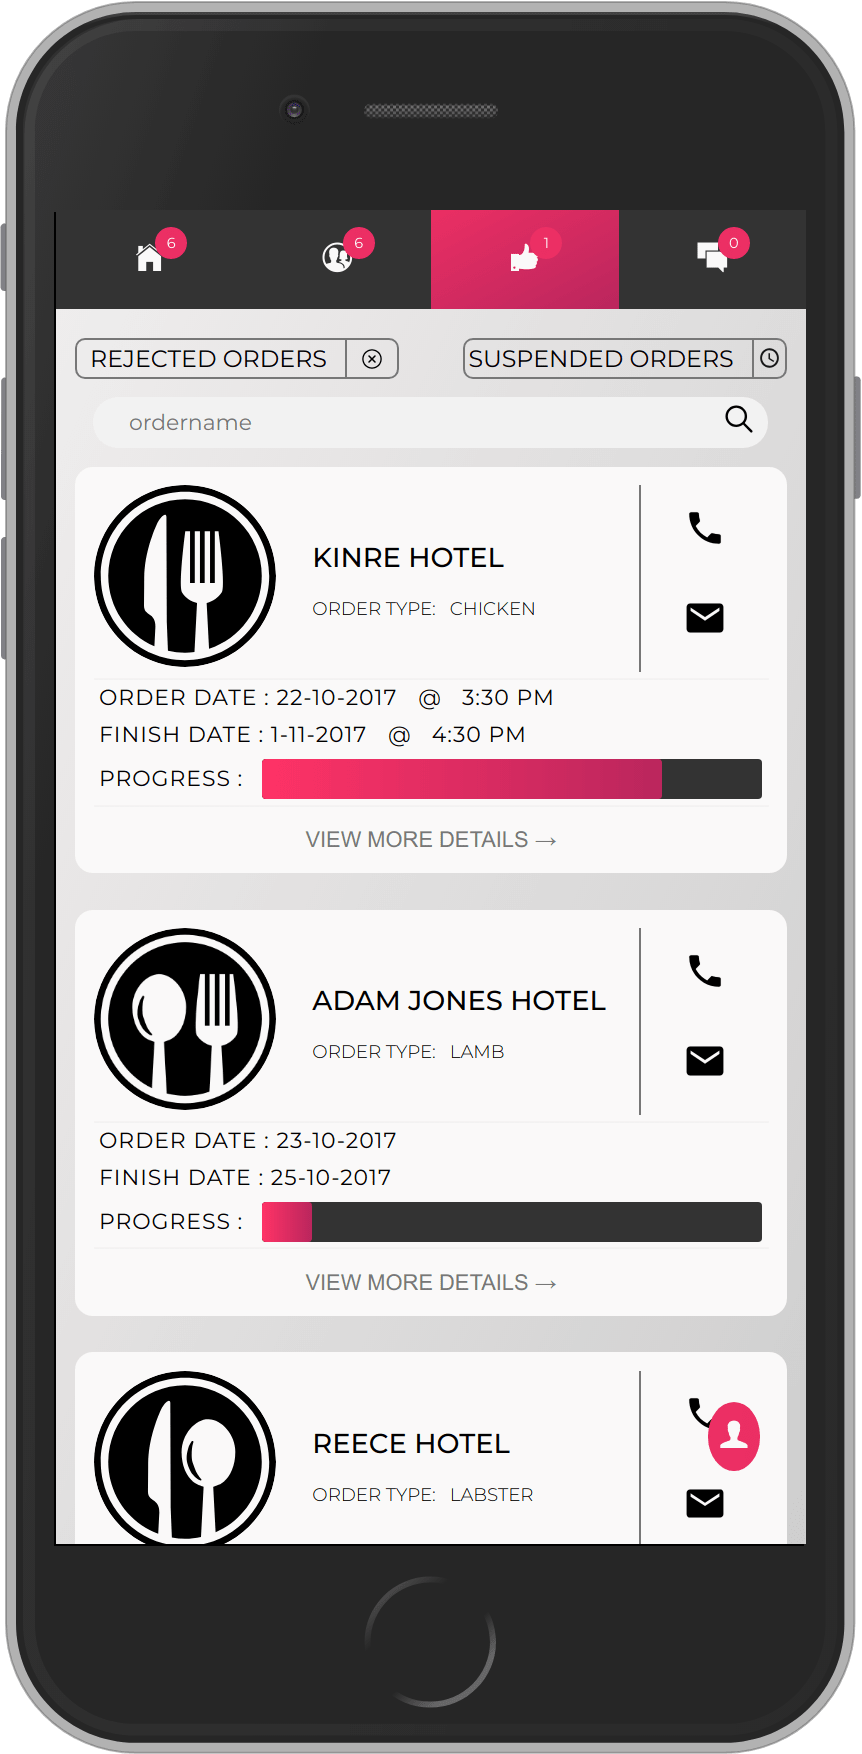 6 6 1 0
REJECTED ORDERS SUSPENDED ORDERS
ordername
KINRE HOTEL
ORDER TYPE: CHICKEN
ORDER DATE : 22-10-2017 @ 3:30 PM
FINISH DATE : 1-11-2017 @ 4:30 PM
PROGRESS :
VIEW MORE DETAILS →
ADAM JONES HOTEL
ORDER TYPE: LAMB
ORDER DATE : 23-10-2017
FINISH DATE : 25-10-2017
PROGRESS :
VIEW MORE DETAILS →
REECE HOTEL
ORDER TYPE: LABSTER